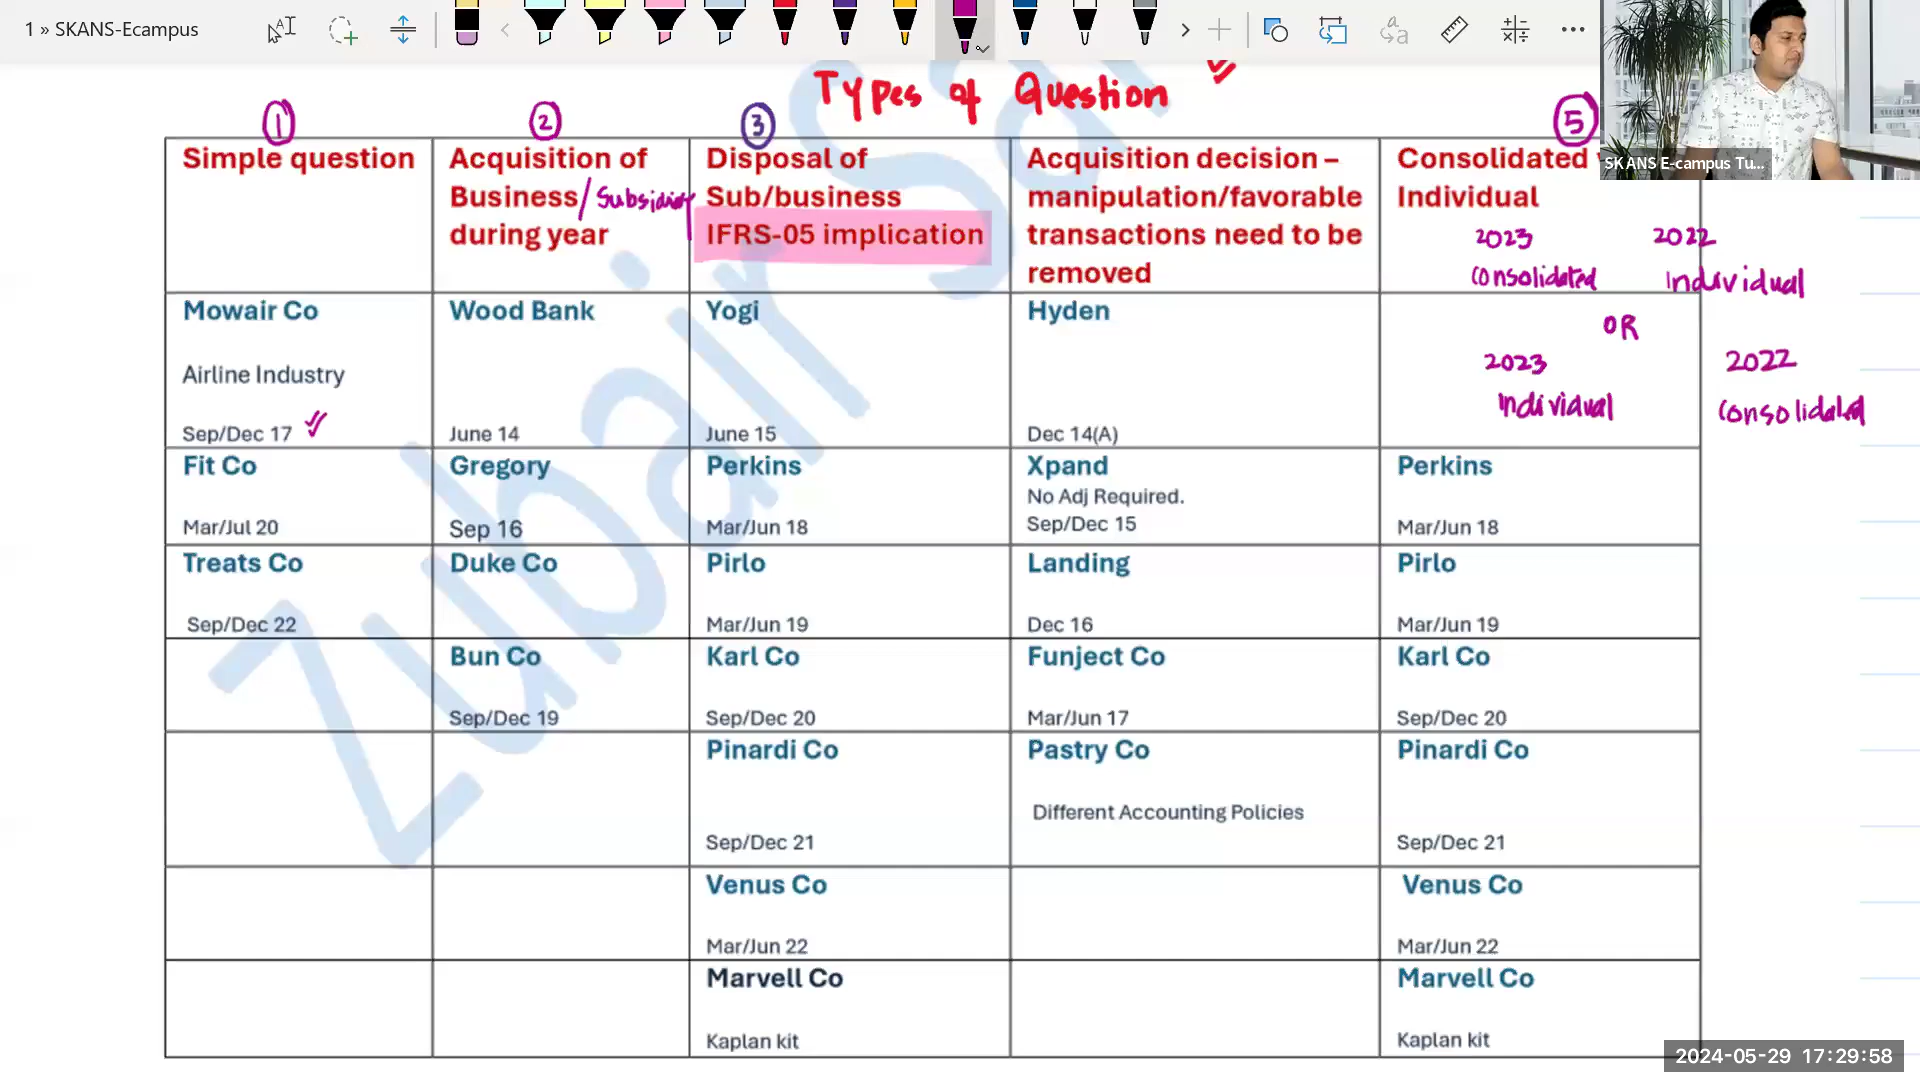 1 » SKANS-Ecampus
Types of Question
1
2
3
5
Simple question
Acquisition of
Business / Subsidiary
during year
Disposal of
Sub/business
IFRS-05 implication
Acquisition decision –
manipulation/favorable
transactions need to be
removed
Consolidated
Individual
2023 2022
Consolidated Individual
OR
2023 2022
Individual Consolidated
SKANS E-campus Tu...
Mowair Co
Airline Industry
Sep/Dec 17
Wood Bank
June 14
Yogi
June 15
Hyden
Dec 14(A)
Fit Co
Mar/Jul 20
Gregory
Sep 16
Perkins
Mar/Jun 18
Xpand
No Adj Required.
Sep/Dec 15
Perkins
Mar/Jun 18
Treats Co
Sep/Dec 22
Duke Co
Pirlo
Mar/Jun 19
Landing
Dec 16
Pirlo
Mar/Jun 19
Bun Co
Sep/Dec 19
Karl Co
Sep/Dec 20
Funject Co
Mar/Jun 17
Karl Co
Sep/Dec 20
Pinardi Co
Sep/Dec 21
Pastry Co
Different Accounting Policies
Pinardi Co
Sep/Dec 21
Venus Co
Mar/Jun 22
Venus Co
Mar/Jun 22
Marvell Co
Kaplan kit
Marvell Co
Kaplan kit
Zubair Sa
2024-05-29 17:29:58